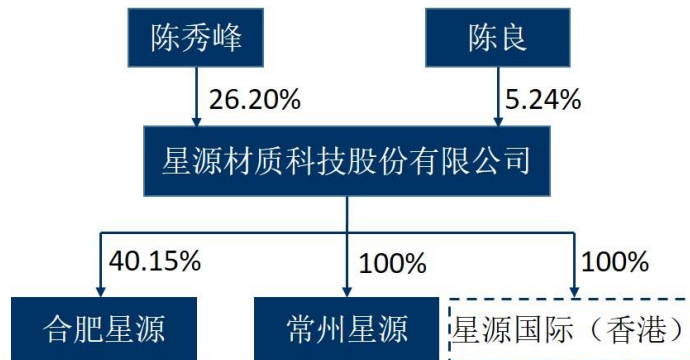 陈秀峰
陈良
26.20%
5.24%
星源材质科技股份有限公司
40.15%
100%
100%
合肥星源
常州星源
星源国际（香港）